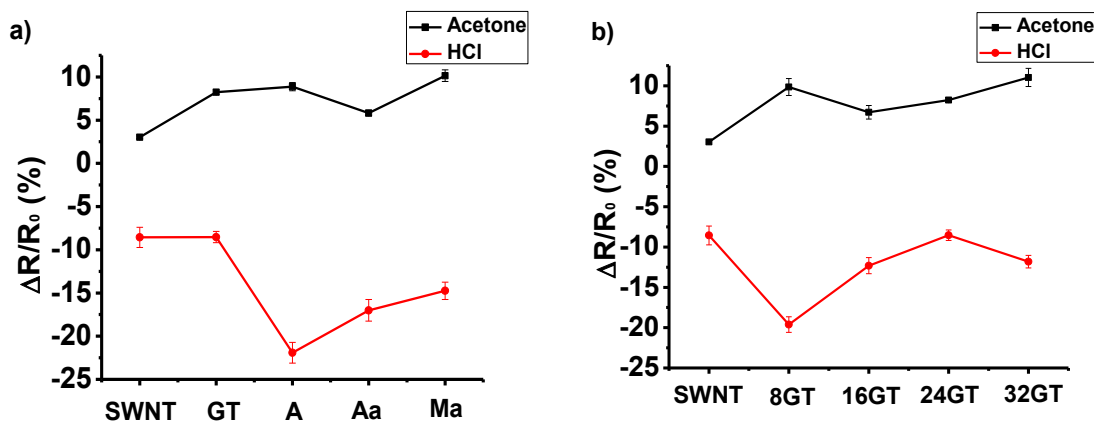 a)
Acetone
HCl
ΔR/R₀ (%)
10
5
0
-5
-10
-15
-20
-25
SWNT GT A Aa Ma
b)
Acetone
HCl
ΔR/R₀ (%)
10
5
0
-5
-10
-15
-20
-25
SWNT 8GT 16GT 24GT 32GT